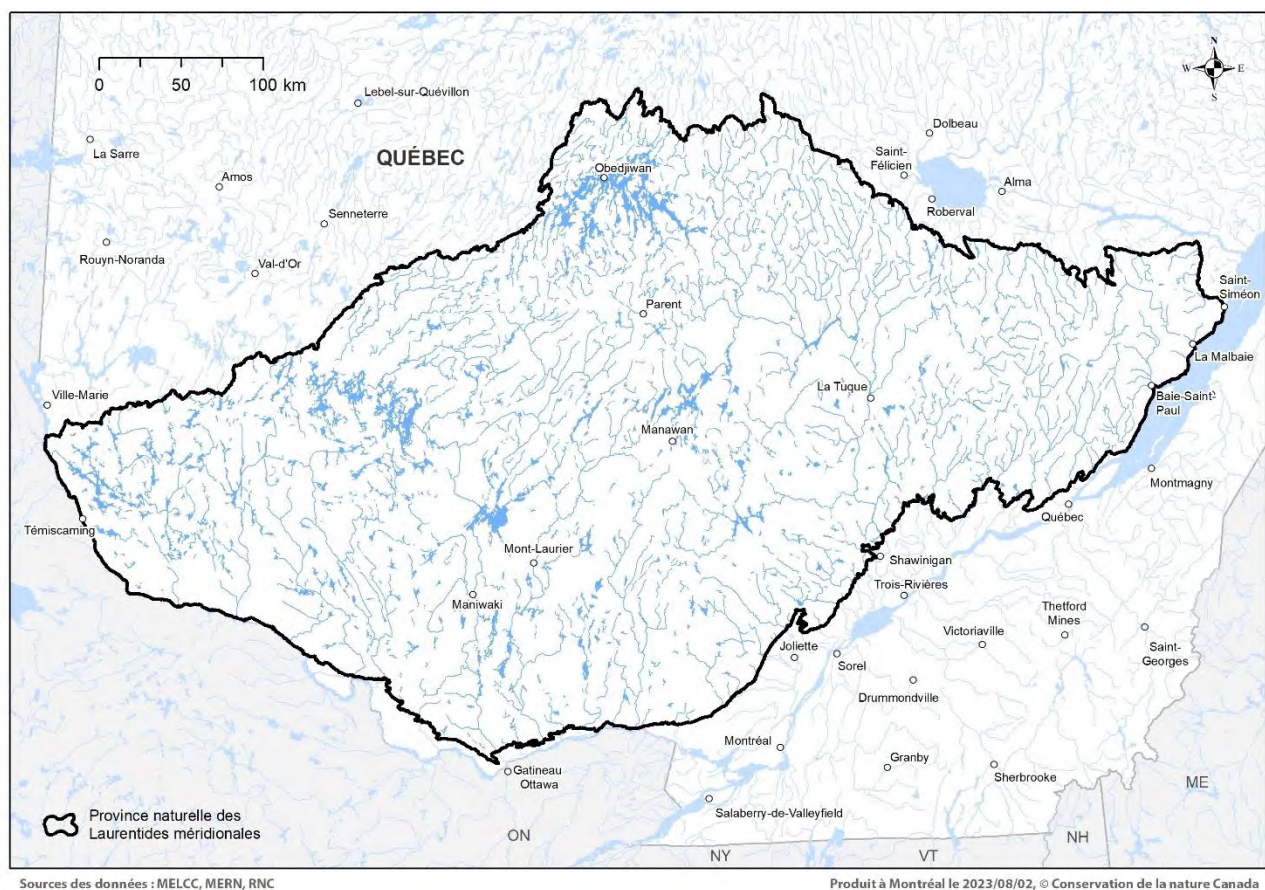 N
W E
S
0 50 100 km
Lebel-sur-Quévillon
Dolbeau
La Sarre
QUÉBEC
Saint-
Félicien
Obedjiwan
Amos
Alma
Roberval
Senneterre
Rouyn-Noranda
Val-d'Or
Saint-
Siméon
Parent
La Malbaie
Ville-Marie
La Tuque
Baie-Saint-
Paul
Manawan
Montmagny
Témiscaming
Québec
Mont-Laurier
Shawinigan
Trois-Rivières
Maniwaki
Thetford
Mines
Victoriaville
Saint-
Georges
Joliette
Sorel
Drummondville
Montréal
Granby
Sherbrooke
Gatineau
Ottawa
ME
Salaberry-de-Valleyfield
Province naturelle des
Laurentides méridionales
ON
NY
VT
NH
Sources des données : MELCC, MERN, RNC
Produit à Montréal le 2023/08/02, © Conservation de la nature Canada